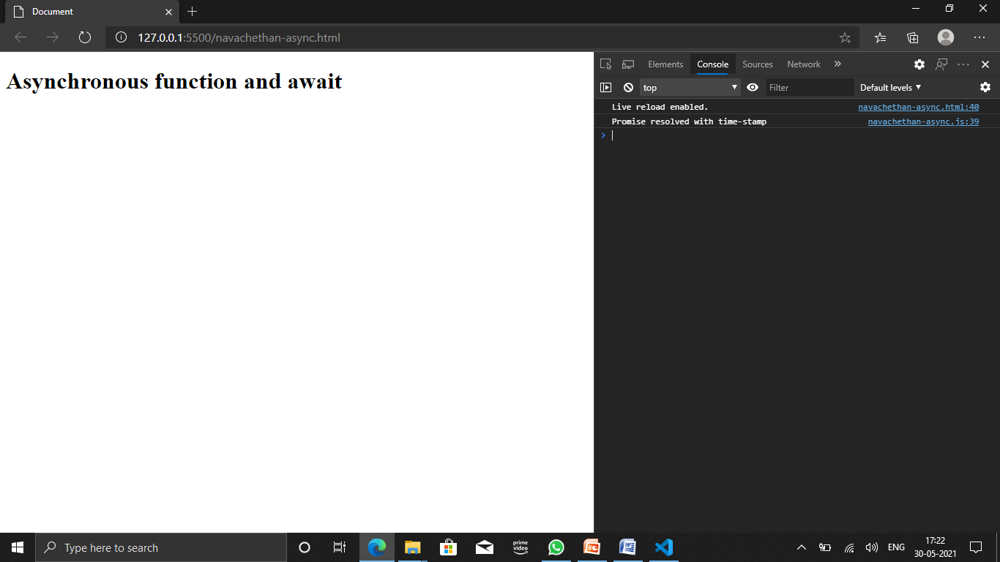 Document
127.0.0.1:5500/navachethan-async.html
Asynchronous function and await
Elements Console Sources Network
top Filter Default levels
Live reload enabled. navachethan-async.html:40
Promise resolved with time-stamp navachethan-async.js:39
Type here to search
prime
video
ENG
17:22
30-05-2021